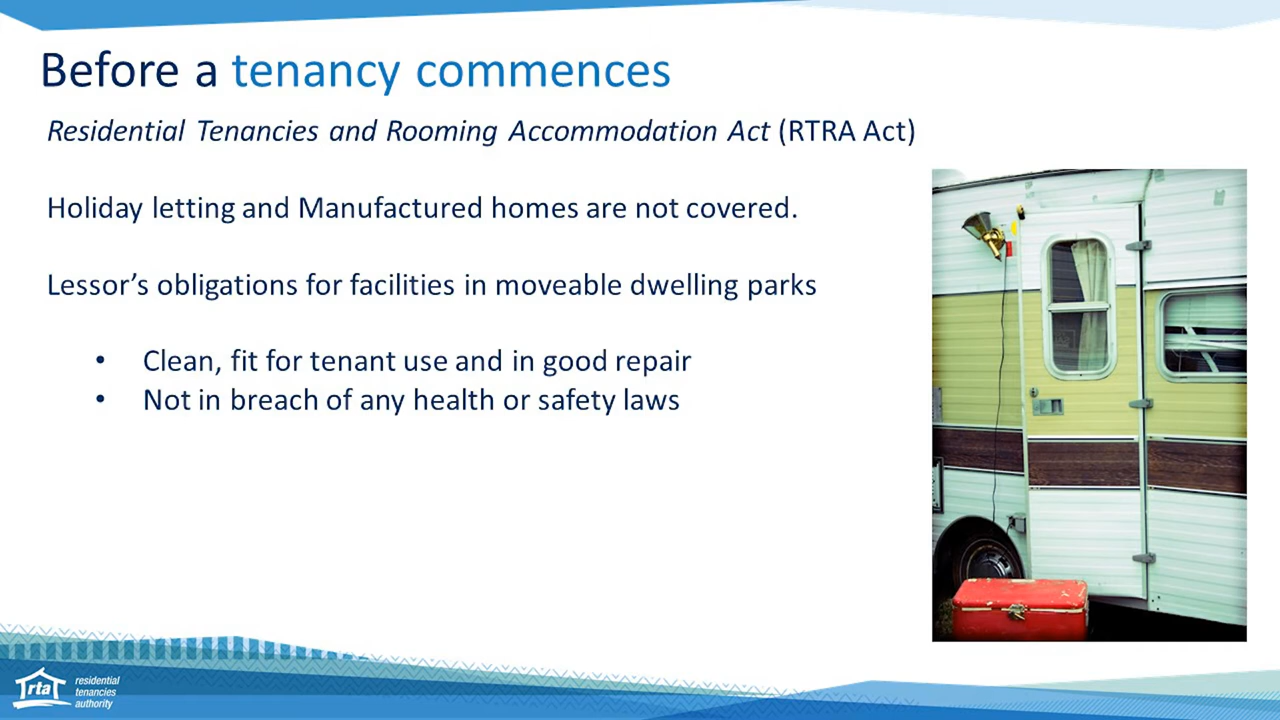 Before a tenancy commences
Residential Tenancies and Rooming Accommodation Act (RTRA Act)
Holiday letting and Manufactured homes are not covered.
Lessor’s obligations for facilities in moveable dwelling parks
• Clean, fit for tenant use and in good repair
• Not in breach of any health or safety laws
rta
residential
tenancies
authority